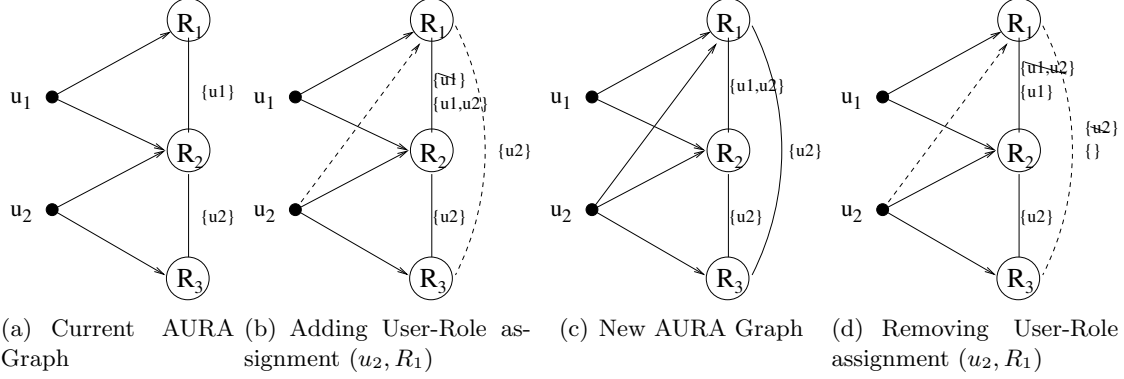 R1
u1
{u1}
R2
u2
{u2}
R3
(a) Current AURA
Graph
R1
{u1}
{u1,u2}
u1
R2
{u2}
u2
{u2}
R3
(b) Adding User-Role as-
signment (u2, R1)
R1
{u1,u2}
u1
R2
{u2}
u2
{u2}
R3
(c) New AURA Graph
R1
{u1,u2}
{u1}
u1
{u2}
{}
R2
u2
{u2}
R3
(d) Removing User-Role
assignment (u2, R1)